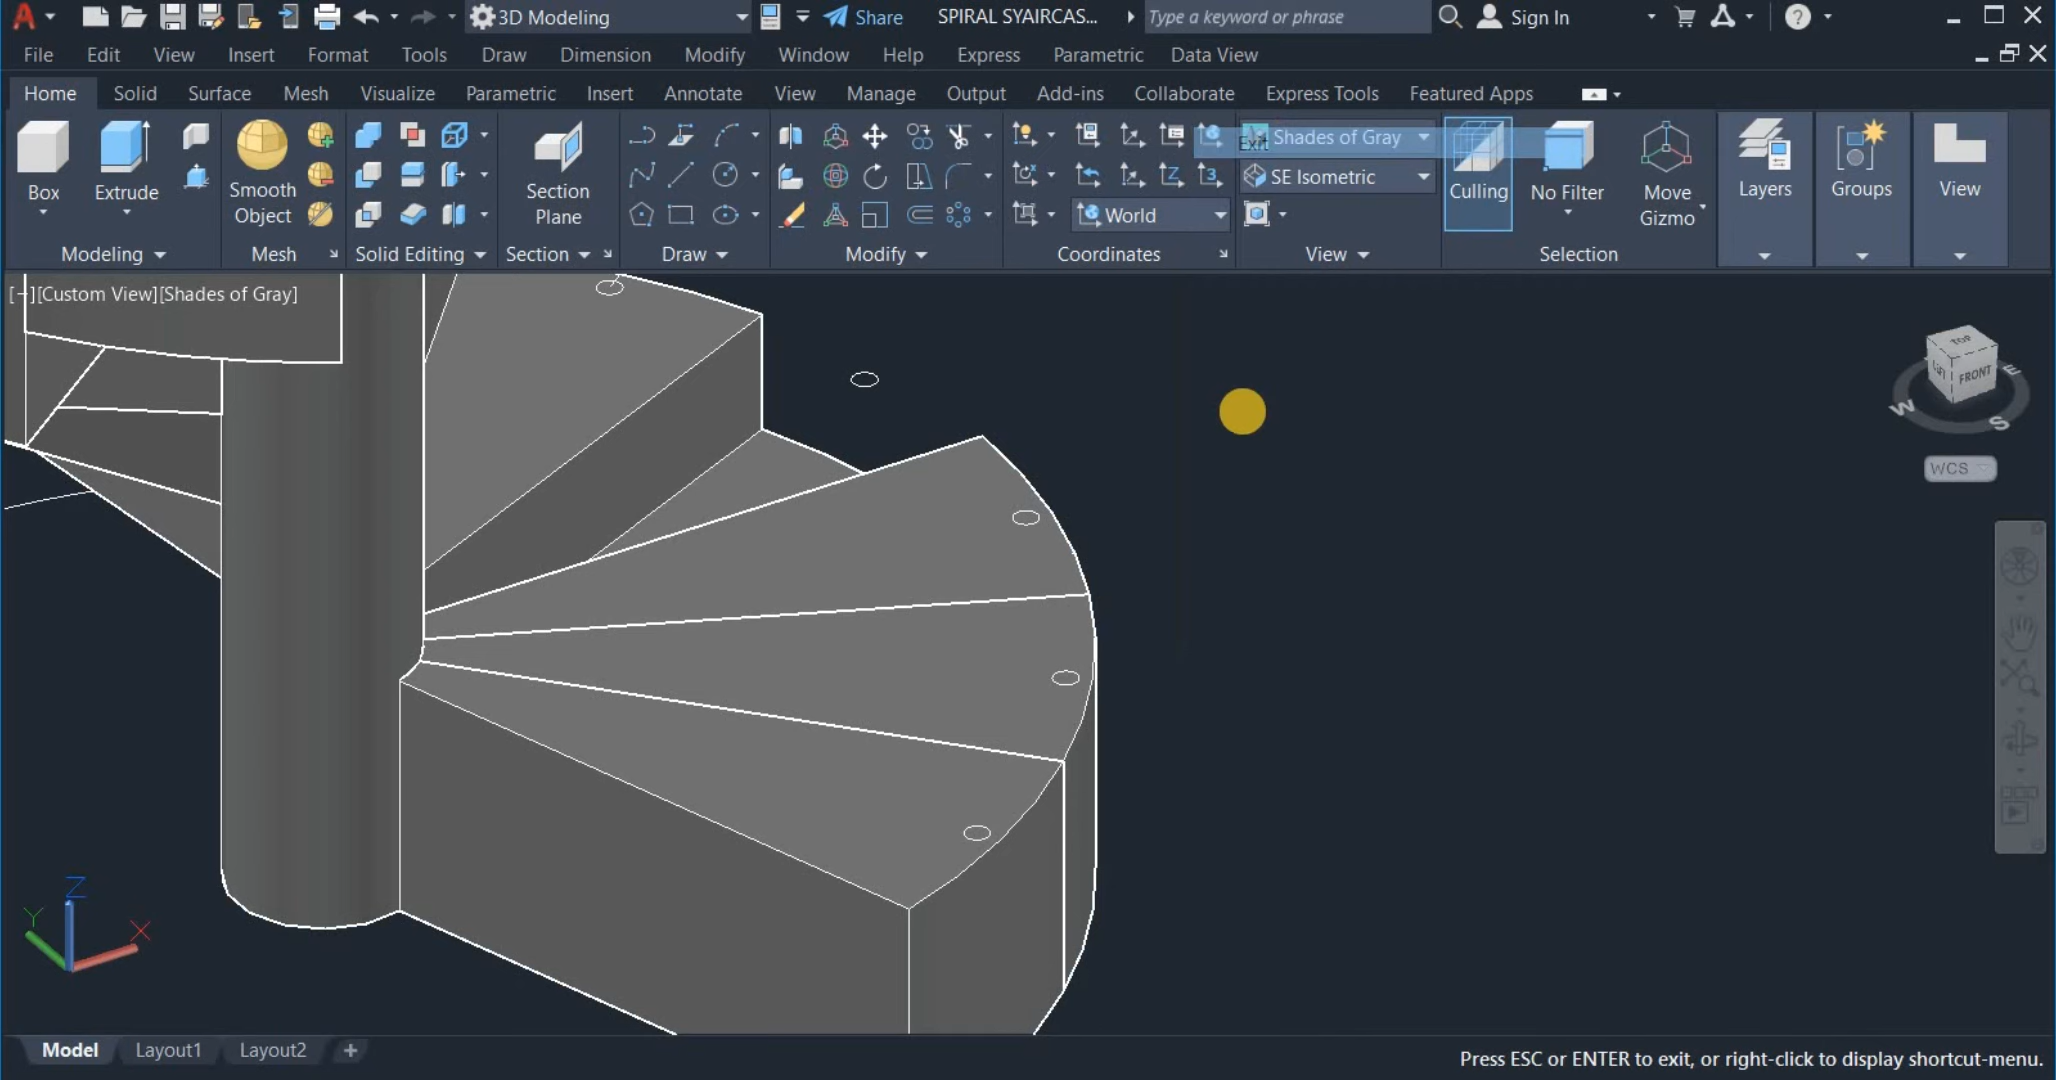 3D Modeling
Share
SPIRAL SYAIRCAS...
Type a keyword or phrase
Sign In
File Edit View Insert Format Tools Draw Dimension Modify Window Help Express Parametric Data View
Home Solid Surface Mesh Visualize Parametric Insert Annotate View Manage Output Add-ins Collaborate Express Tools Featured Apps
Box
Extrude
Smooth
Object
Section
Plane
World
Exit
Shades of Gray
SE Isometric
Culling
No Filter
Move
Gizmo
Layers
Groups
View
Modeling
Mesh
Solid Editing
Section
Draw
Modify
Coordinates
View
Selection
[-][Custom View][Shades of Gray]
TOP
LEFT
FRONT
E
W
S
WCS
Z
Y
X
Model
Layout1
Layout2
Press ESC or ENTER to exit, or right-click to display shortcut-menu.